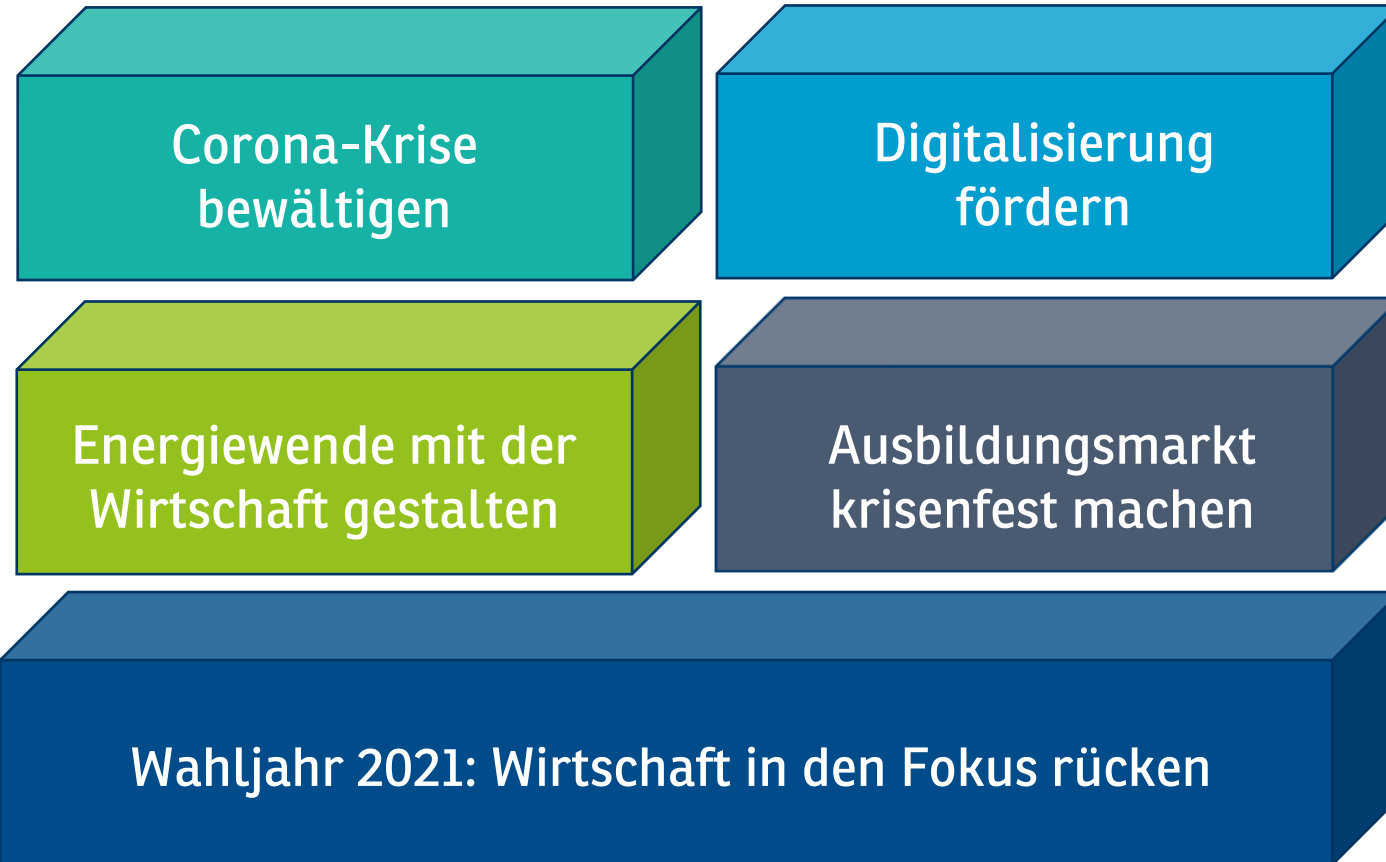 Corona-Krise
bewältigen
Digitalisierung
fördern
Energiewende mit der
Wirtschaft gestalten
Ausbildungsmarkt
krisenfest machen
Wahljahr 2021: Wirtschaft in den Fokus rücken